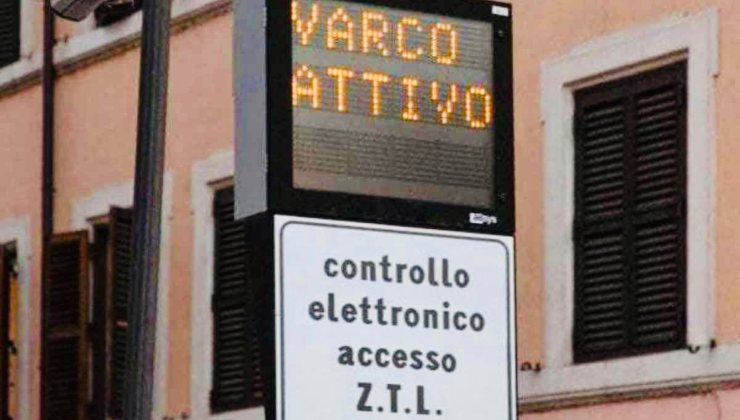 VARCO
ATTIVO
controllo
elettronico
accesso
Z.T.L.